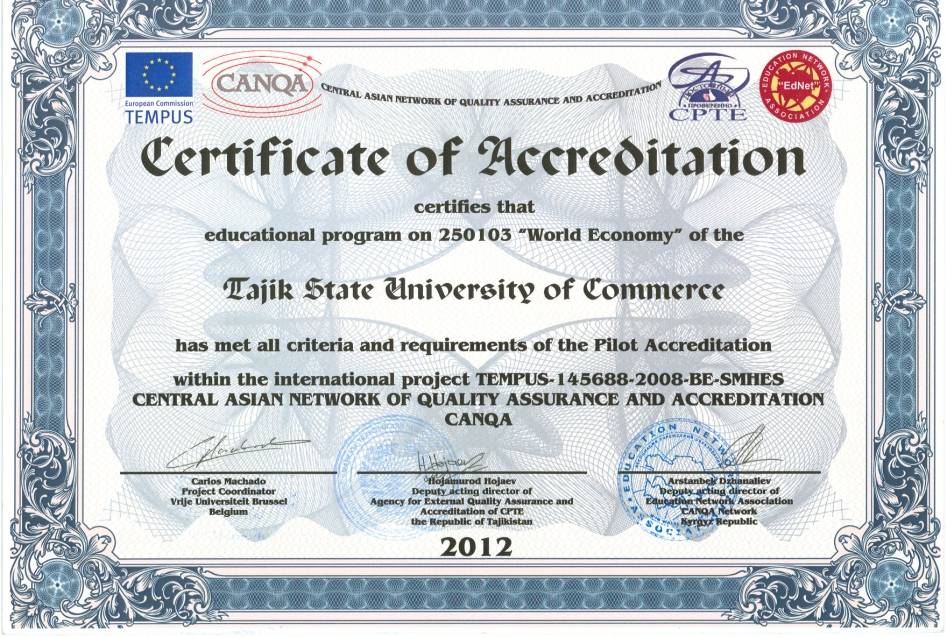 European Commission
TEMPUS
CANQA
CENTRAL ASIAN NETWORK OF QUALITY ASSURANCE AND ACCREDITATION
CPTE
EDUCATION NETWORK
"EdNet"
ASSOCIATION
Certificate of Accreditation
certifies that
educational program on 250103 "World Economy" of the
Tajik State University of Commerce
has met all criteria and requirements of the Pilot Accreditation
within the international project TEMPUS-145688-2008-BE-SMHES
CENTRAL ASIAN NETWORK OF QUALITY ASSURANCE AND ACCREDITATION
CANQA
Carlos Machado
Project Coordinator
Vrije Universiteit Brussel
Belgium
Hojamurod Hojaev
Deputy acting director of
Agency for External Quality Assurance and
Accreditation of CPTE
the Republic of Tajikistan
Arstanbek Dzhanaliev
Deputy acting director of
Education Network Association
CANQA Network
Kyrgyz Republic
EDUCATION NETWO
ASSOCIA
2012